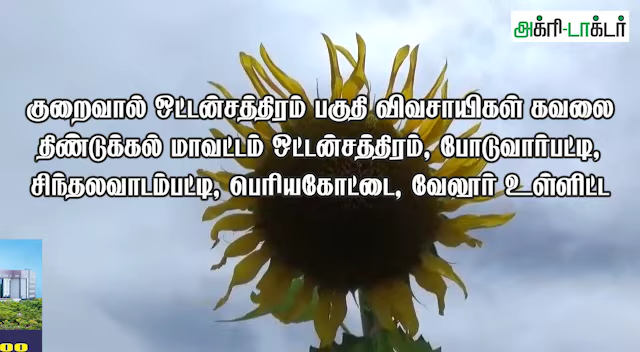 அக்ரி-டாக்டர்
குறைவால் ஒட்டன்சத்திரம் பகுதி விவசாயிகள் கவலை
திண்டுக்கல் மாவட்டம் ஒட்டன்சத்திரம், போடுவார்பட்டி,
சிந்தலவாடம்பட்டி, பெரியகோட்டை, வேலூர் உள்ளிட்ட
00